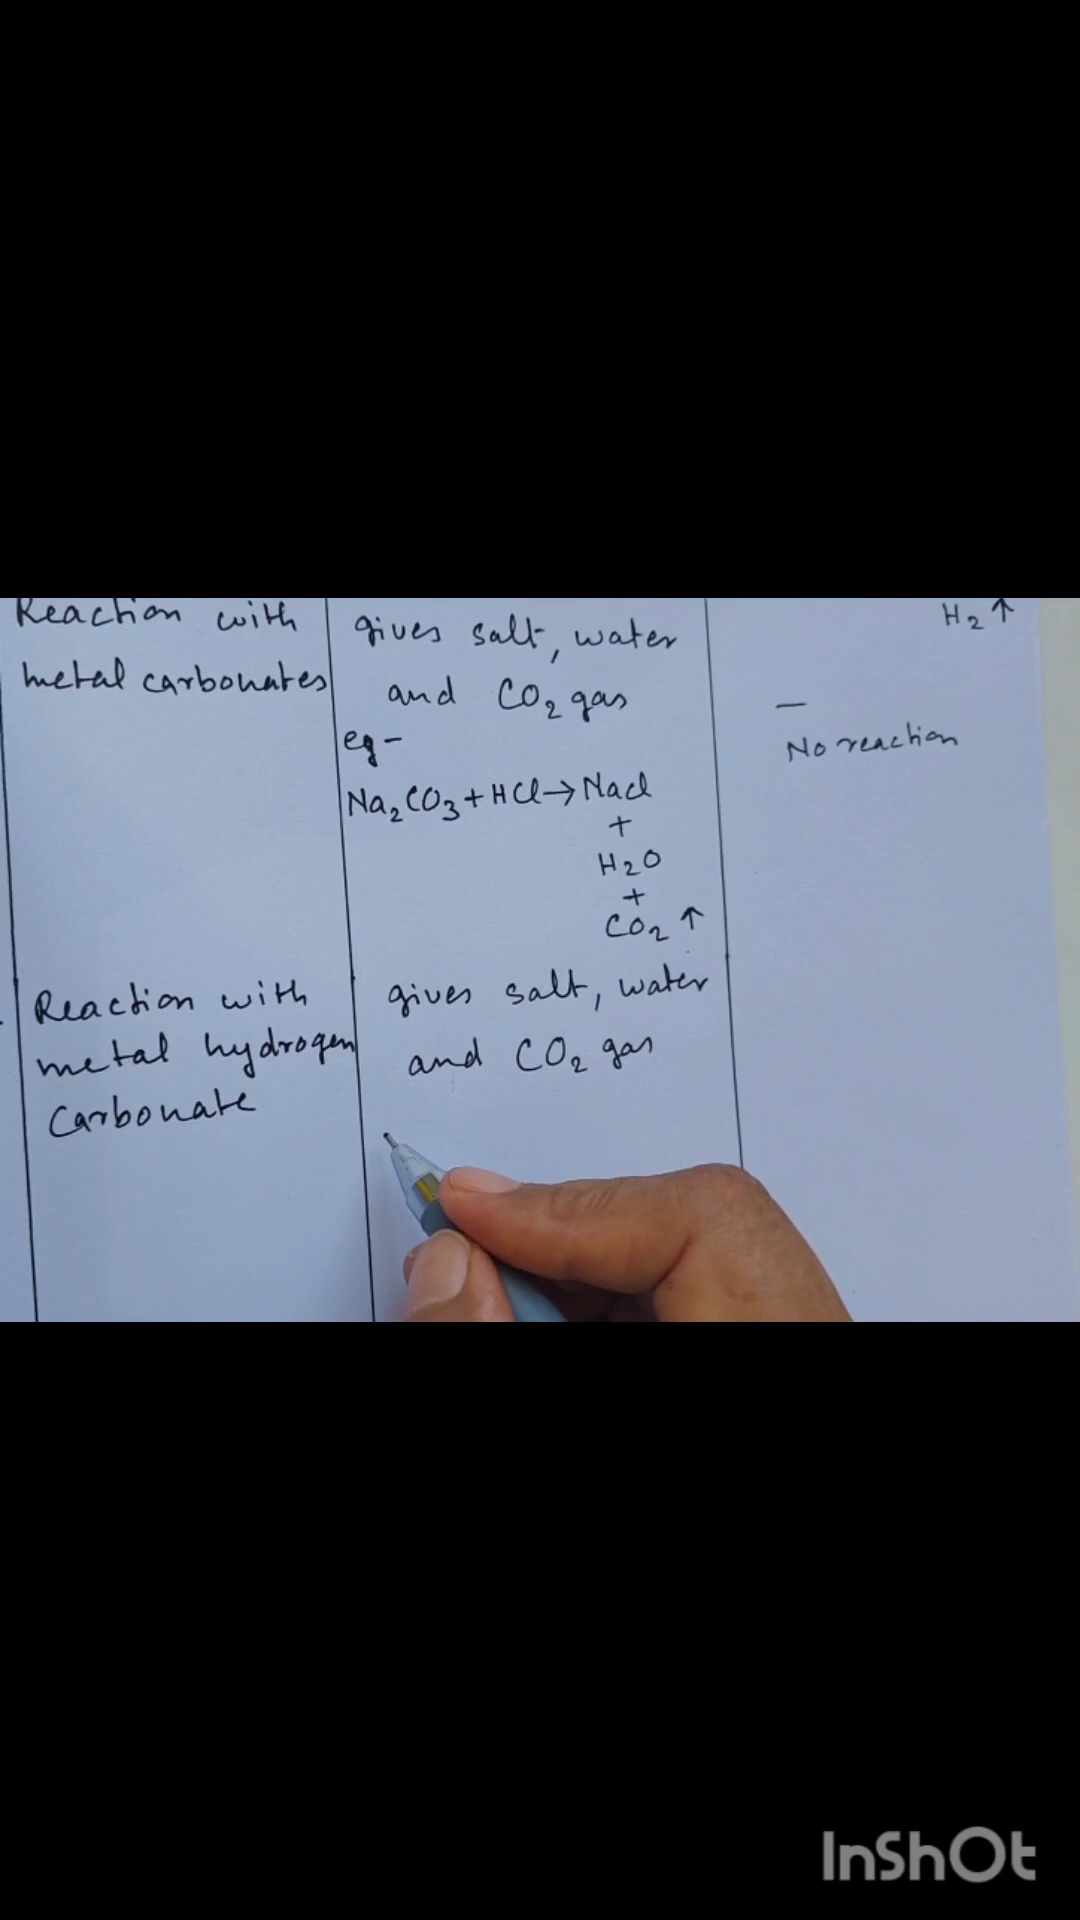 Reaction with
metal carbonates
gives salt, water
and CO2 gas
eg-
Na2CO3+HCl→Nacl
+
H2O
+
CO2 ↑
H2 ↑
—
No reaction
Reaction with
metal hydrogen
Carbonate
gives salt, water
and CO2 gas
InShOt